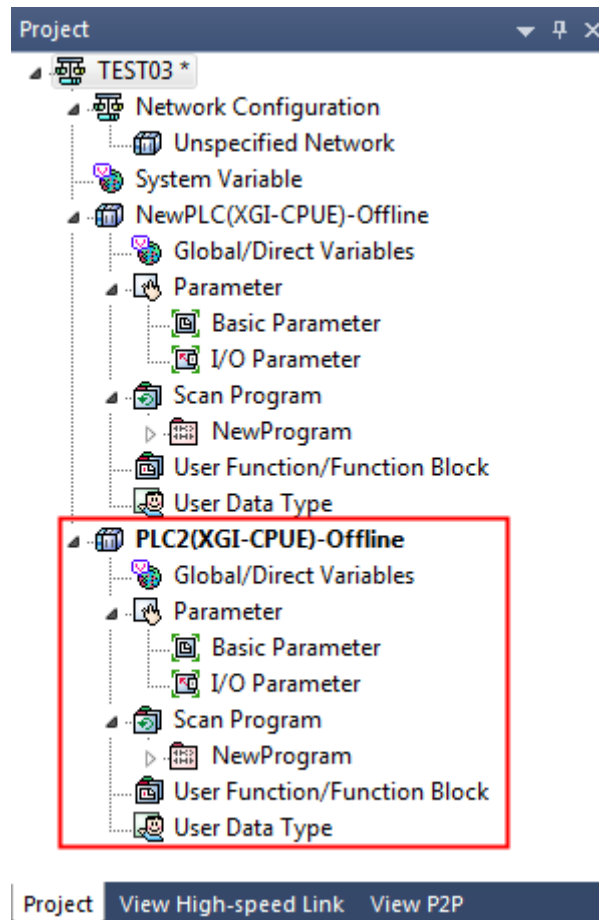 Project
TEST03 *
Network Configuration
Unspecified Network
System Variable
NewPLC(XGI-CPUE)-Offline
Global/Direct Variables
Parameter
Basic Parameter
I/O Parameter
Scan Program
NewProgram
User Function/Function Block
User Data Type
PLC2(XGI-CPUE)-Offline
Global/Direct Variables
Parameter
Basic Parameter
I/O Parameter
Scan Program
NewProgram
User Function/Function Block
User Data Type
Project View High-speed Link View P2P